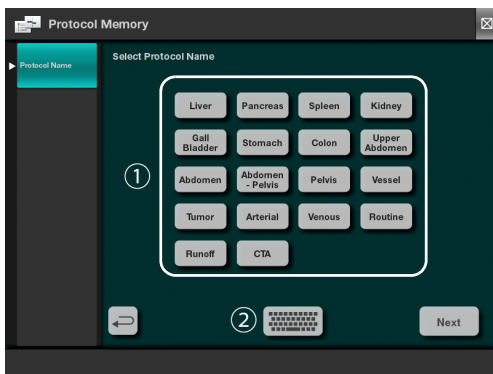 Protocol Memory
Protocol Name
Select Protocol Name
Liver Pancreas Spleen Kidney
Gall Bladder Stomach Colon Upper Abdomen
①
Abdomen Abdomen - Pelvis Pelvis Vessel
Tumor Arterial Venous Routine
Runoff CTA
②
Next